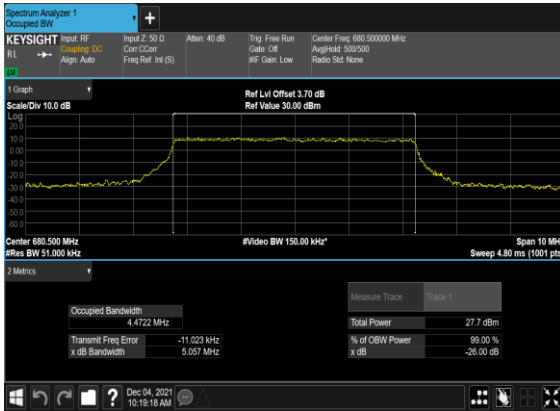 Spectrum Analyzer 1
Occupied BW
+
KEYSIGHT Input: RF Input Z: 50 Ω Atten: 40 dB Trig: Free Run Center Freq: 680.500000 MHz
RL Coupling: DC Corr CCorr Gate: Off Avg|Hold: 500/500
Align: Auto Freq Ref: Int (S) #IF Gain: Low Radio Std: None
1 Graph
Scale/Div 10.0 dB
Ref Lvl Offset 3.70 dB
Ref Value 30.00 dBm
Log
20.0
10.0
0.00
-10.0
-20.0
-30.0
-40.0
-50.0
-60.0
Center 680.500 MHz #Video BW 150.00 kHz* Span 10 MH
#Res BW 51.000 kHz Sweep 4.80 ms (1001 pts
2 Metrics
Measure Trace Trace 1
Occupied Bandwidth
4.4722 MHz
Total Power 27.7 dBm
Transmit Freq Error -11.023 kHz % of OBW Power 99.00 %
x dB Bandwidth 5.057 MHz x dB -26.00 dB
? Dec 04, 2021
10:19:18 AM